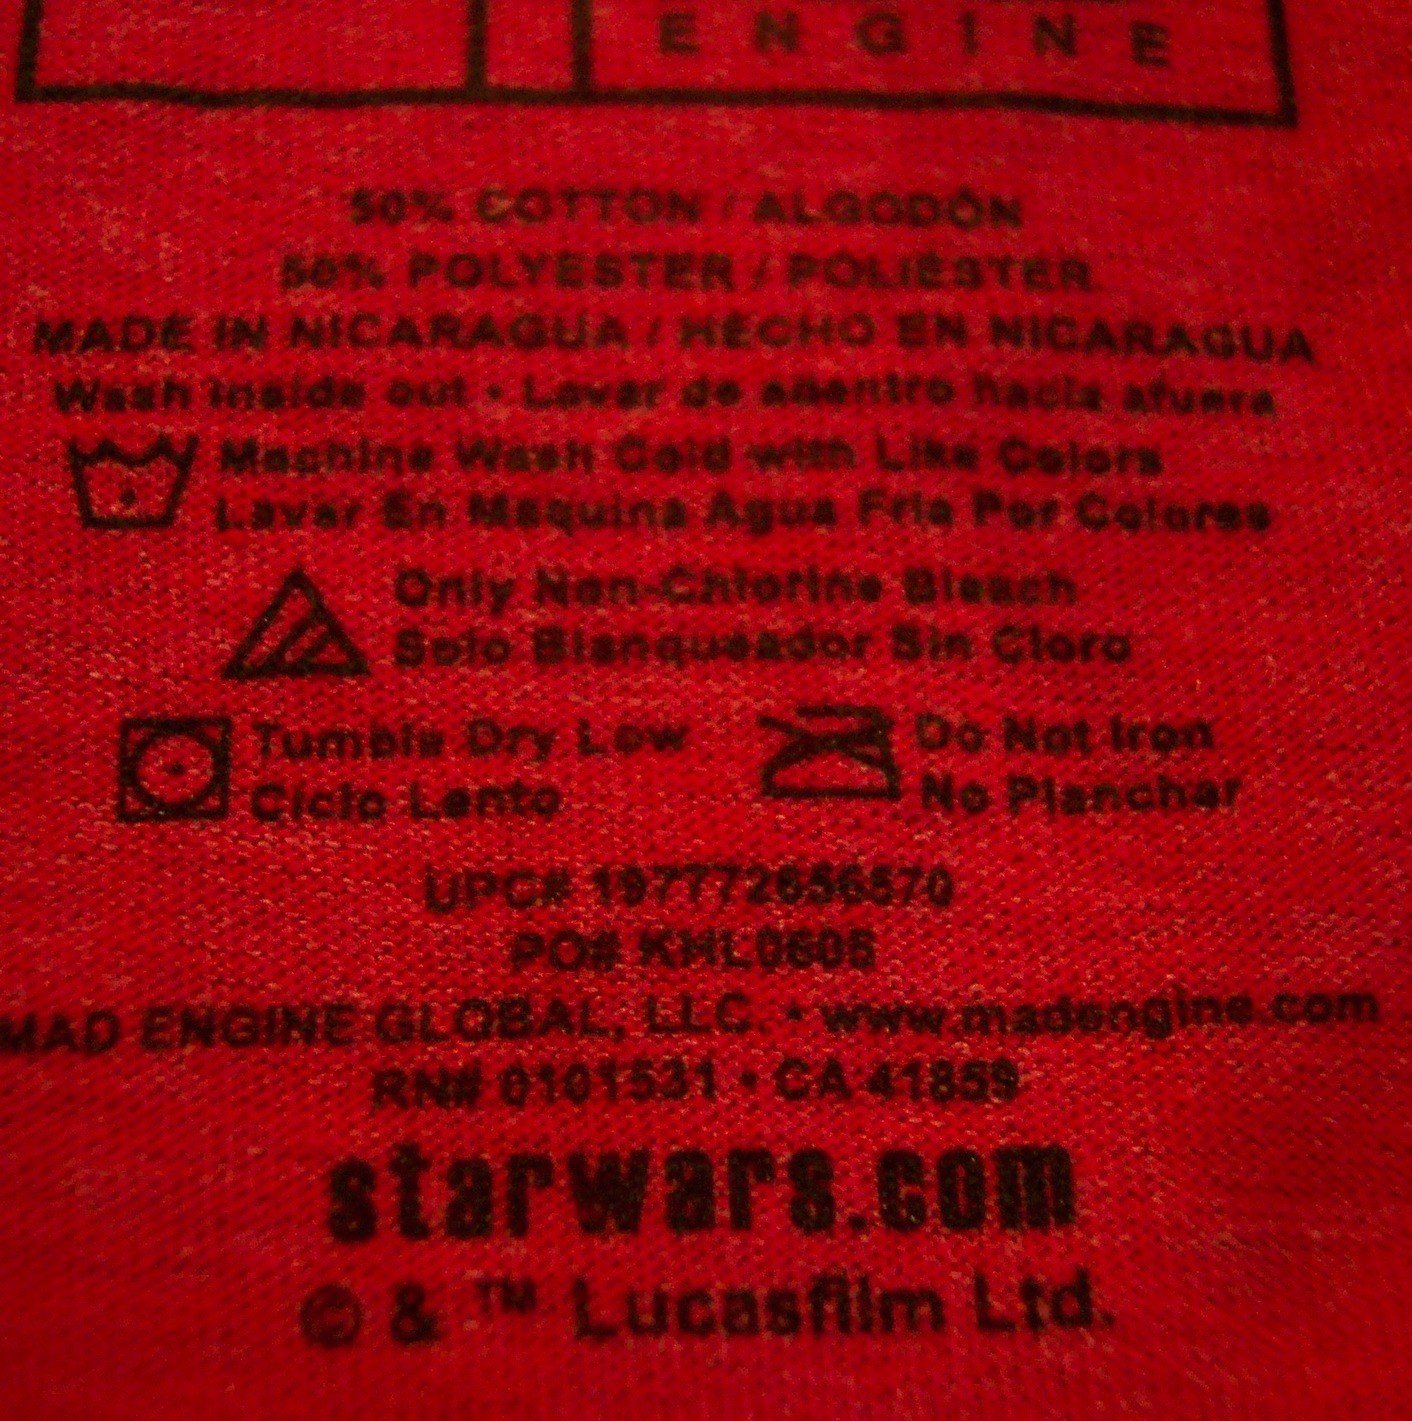 ENGINE
50% COTTON / ALGODÓN
50% POLYESTER / POLIÉSTER
MADE IN NICARAGUA / HECHO EN NICARAGUA
Wash inside out • Lavar de adentro hacia afuera
Machine Wash Cold with Like Colors
Lavar En Maquina Agua Fria Por Colores
Only Non-Chlorine Bleach
Solo Blanqueador Sin Cloro
Tumble Dry Low
Ciclo Lento
Do Not Iron
No Planchar
UPC#
PO#
MAD ENGINE GLOBAL, LLC. • www.madengine.com
RN# 0101531 • CA 41859
starwars.com
© & ™ Lucasfilm Ltd.